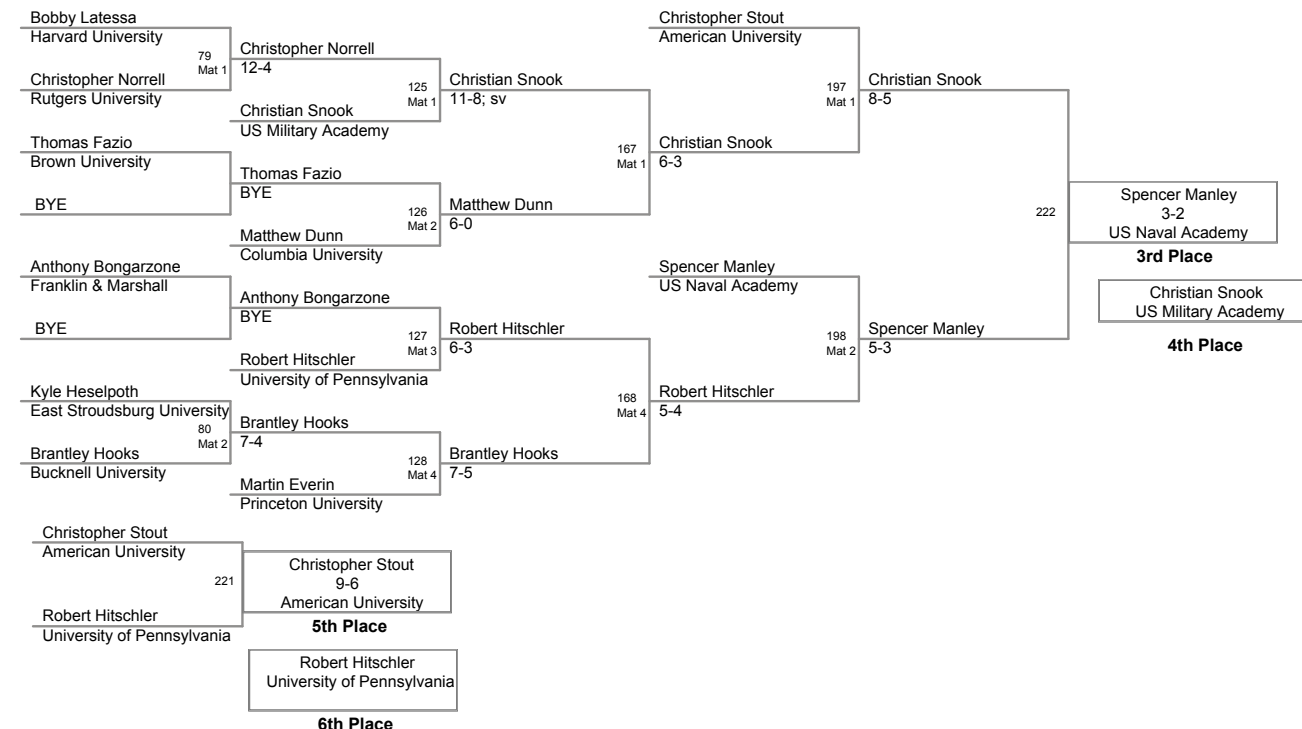 Bobby Latessa
Harvard University
79
Mat 1
Christopher Norrell
Rutgers University
Christopher Norrell
12-4
125
Mat 1
Christian Snook
US Military Academy
Christian Snook
11-8; sv
Thomas Fazio
Brown University
BYE
Thomas Fazio
BYE
126
Mat 2
Matthew Dunn
Columbia University
Matthew Dunn
6-0
167
Mat 1
Christian Snook
6-3
Christopher Stout
American University
197
Mat 1
Christian Snook
8-5
Anthony Bongarzone
Franklin & Marshall
BYE
Anthony Bongarzone
BYE
127
Mat 3
Robert Hitschler
University of Pennsylvania
Robert Hitschler
6-3
Kyle Heselpoth
East Stroudsburg University
80
Mat 2
Brantley Hooks
Bucknell University
Brantley Hooks
7-4
128
Mat 4
Martin Everin
Princeton University
Brantley Hooks
7-5
168
Mat 4
Robert Hitschler
5-4
Spencer Manley
US Naval Academy
198
Mat 2
Spencer Manley
5-3
222
Spencer Manley
3-2
US Naval Academy
3rd Place
Christian Snook
US Military Academy
4th Place
Christopher Stout
American University
221
Robert Hitschler
University of Pennsylvania
Christopher Stout
9-6
American University
5th Place
Robert Hitschler
University of Pennsylvania
6th Place